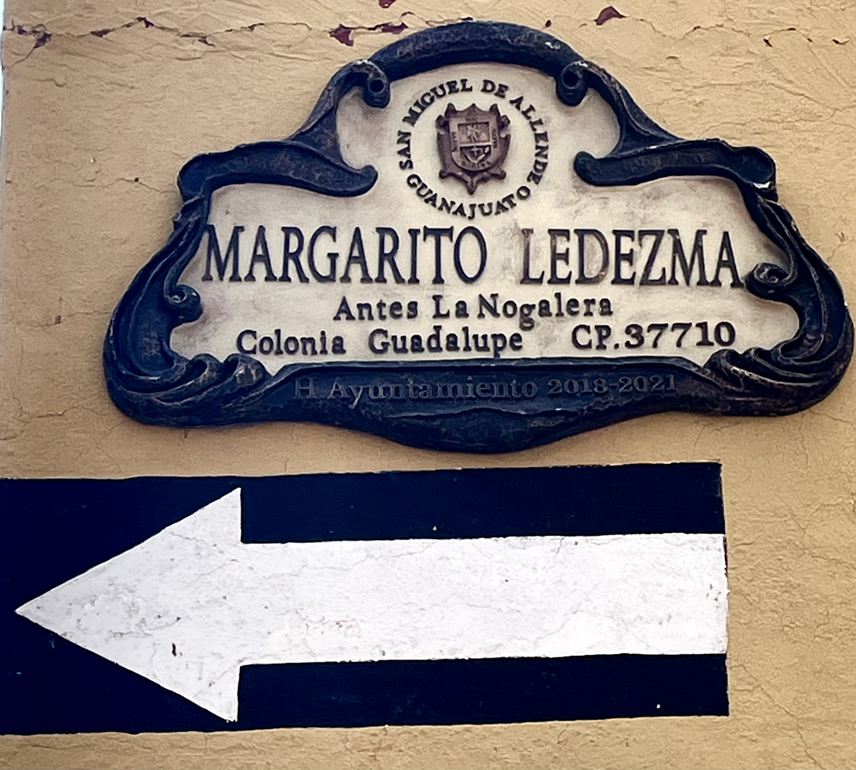 SAN MIGUEL DE ALLENDE
GUANAJUATO
MARGARITO LEDEZMA
Antes La Nogalera
Colonia Guadalupe CP.37710
H Ayuntamiento 2018-2021